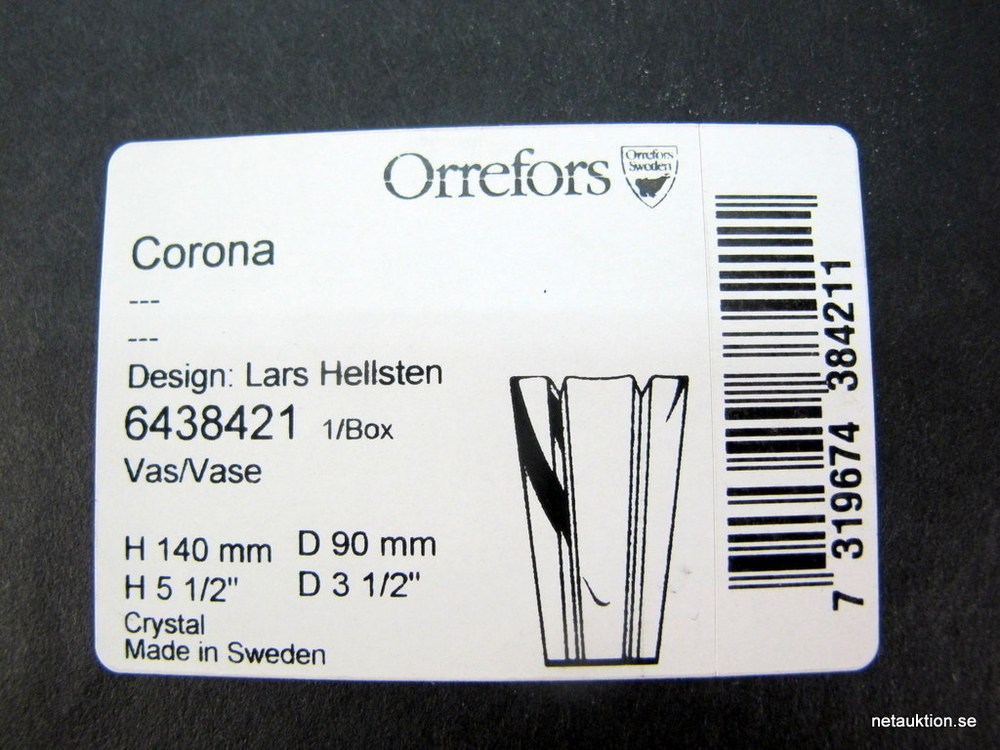 Orrefors
Orrefors
Sweden
Corona
---
---
Design: Lars Hellsten
6438421 1/Box
Vas/Vase
H 140 mm D 90 mm
H 5 1/2" D 3 1/2"
Crystal
Made in Sweden
7 319674 384211
netauktion.se